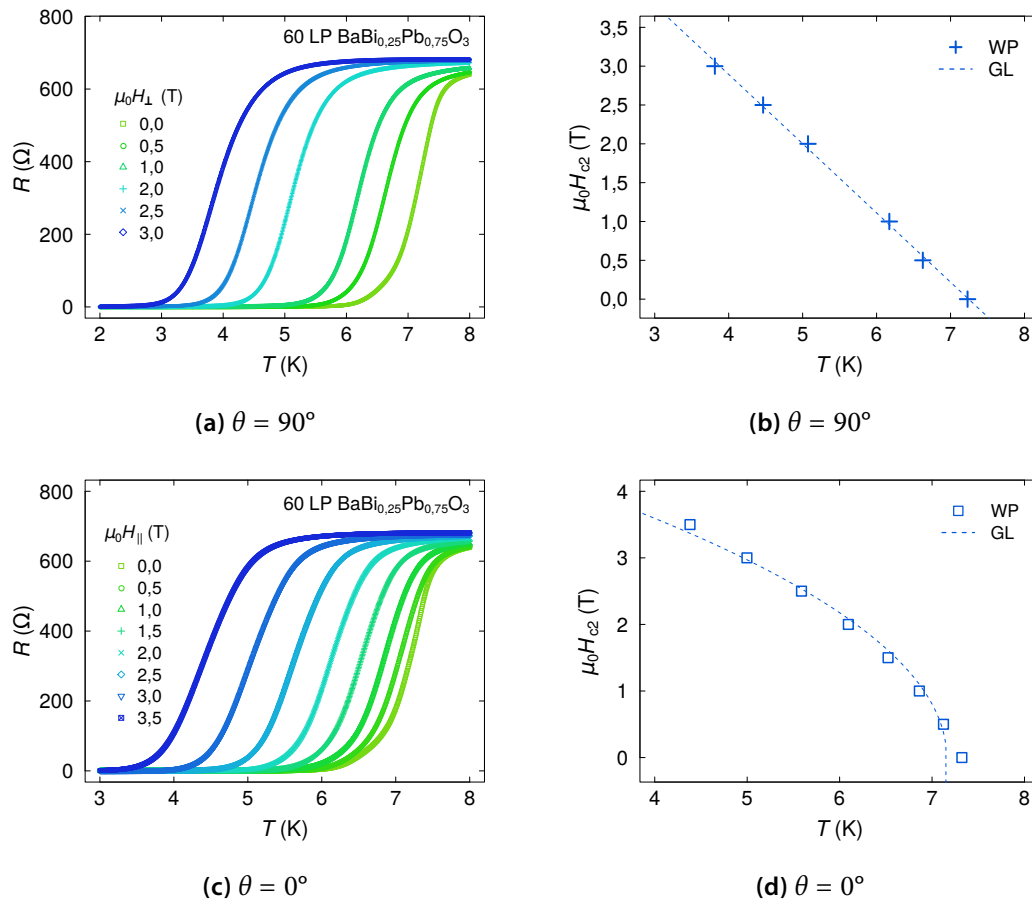 800
600
400
200
0
R (Ω)
60 LP BaBi0,25Pb0,75O3
μ0H⊥ (T)
0,0
0,5
1,0
2,0
2,5
3,0
2 3 4 5 6 7 8
T (K)
(a) θ = 90°
3,5
3,0
2,5
2,0
1,5
1,0
0,5
0,0
μ0Hc2 (T)
WP
GL
3 4 5 6 7 8
T (K)
(b) θ = 90°
800
600
400
200
0
R (Ω)
60 LP BaBi0,25Pb0,75O3
μ0H|| (T)
0,0
0,5
1,0
1,5
2,0
2,5
3,0
3,5
3 4 5 6 7 8
T (K)
(c) θ = 0°
4
3
2
1
0
μ0Hc2 (T)
WP
GL
4 5 6 7 8
T (K)
(d) θ = 0°